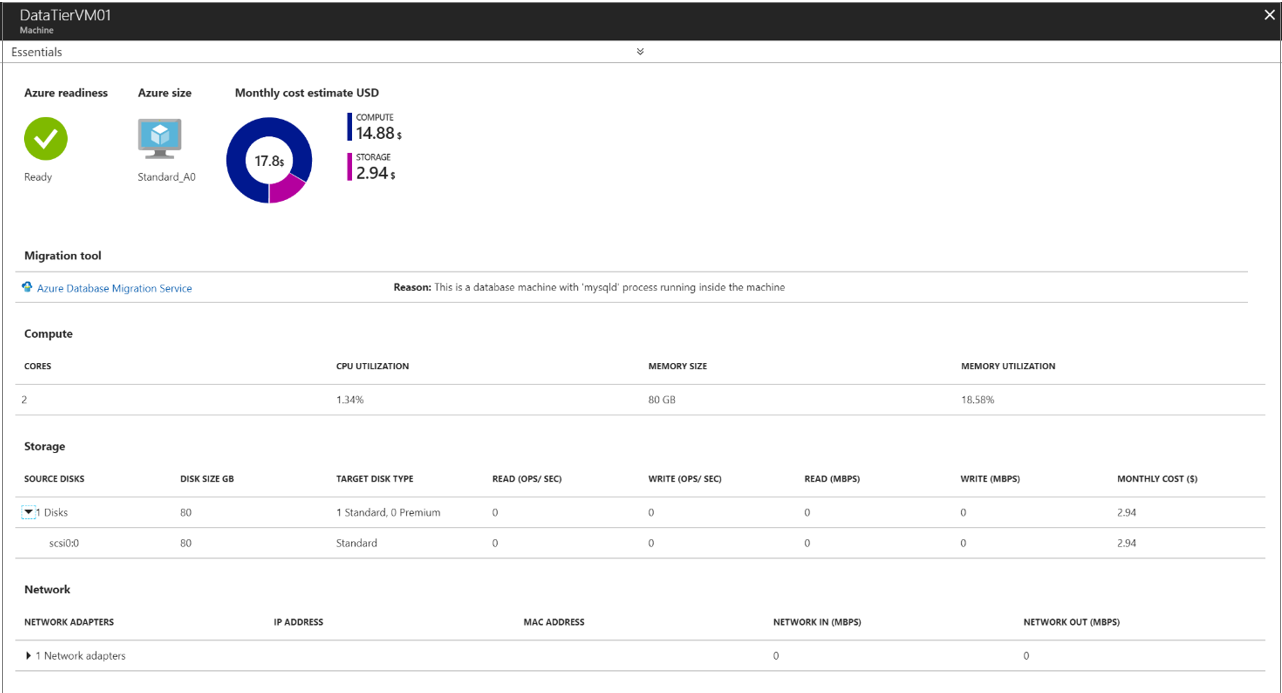 DataTierVM01
Machine
Essentials
Azure readiness Azure size Monthly cost estimate USD
COMPUTE
14.88 $
17.8$
STORAGE
2.94 $
Ready Standard_A0
Migration tool
Azure Database Migration Service Reason: This is a database machine with 'mysqld' process running inside the machine
Compute
CORES CPU UTILIZATION MEMORY SIZE MEMORY UTILIZATION
2 1.34% 80 GB 18.58%
Storage
SOURCE DISKS DISK SIZE GB TARGET DISK TYPE READ (OPS/ SEC) WRITE (OPS/ SEC) READ (MBPS) WRITE (MBPS) MONTHLY COST ($)
1 Disks 80 1 Standard, 0 Premium 0 0 0 0 2.94
scsi0:0 80 Standard 0 0 0 0 2.94
Network
NETWORK ADAPTERS IP ADDRESS MAC ADDRESS NETWORK IN (MBPS) NETWORK OUT (MBPS)
1 Network adapters 0 0